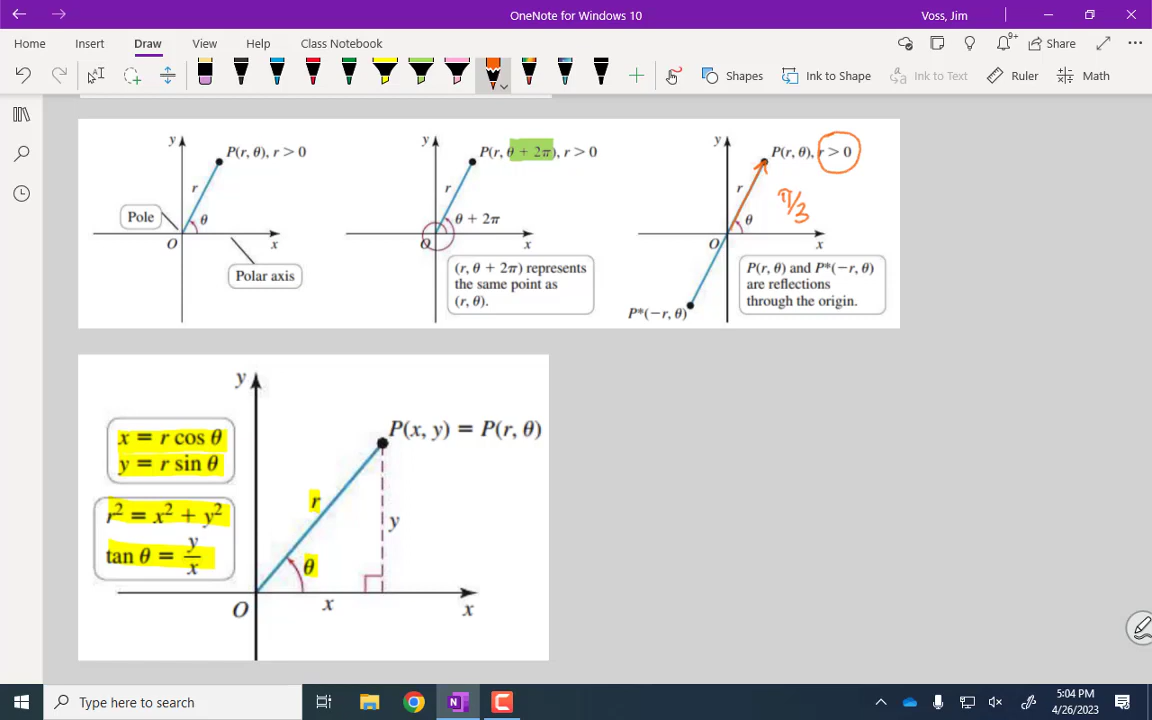 OneNote for Windows 10
Voss, Jim
Home Insert Draw View Help Class Notebook
9+
Share
Shapes
Ink to Shape
Ink to Text
Ruler
Math
y
P(r, θ), r > 0
r
Pole
θ
O
x
Polar axis
y
P(r, θ + 2π), r > 0
r
θ + 2π
O
x
(r, θ + 2π) represents
the same point as
(r, θ).
y
P(r, θ), r > 0
r
π/3
θ
O
x
P(r, θ) and P*(−r, θ)
are reflections
through the origin.
P*(−r, θ)
y
P(x, y) = P(r, θ)
x = r cos θ
y = r sin θ
r
r² = x² + y²
y
tan θ = y/x
θ
O
x
x
Type here to search
5:04 PM
4/26/2023